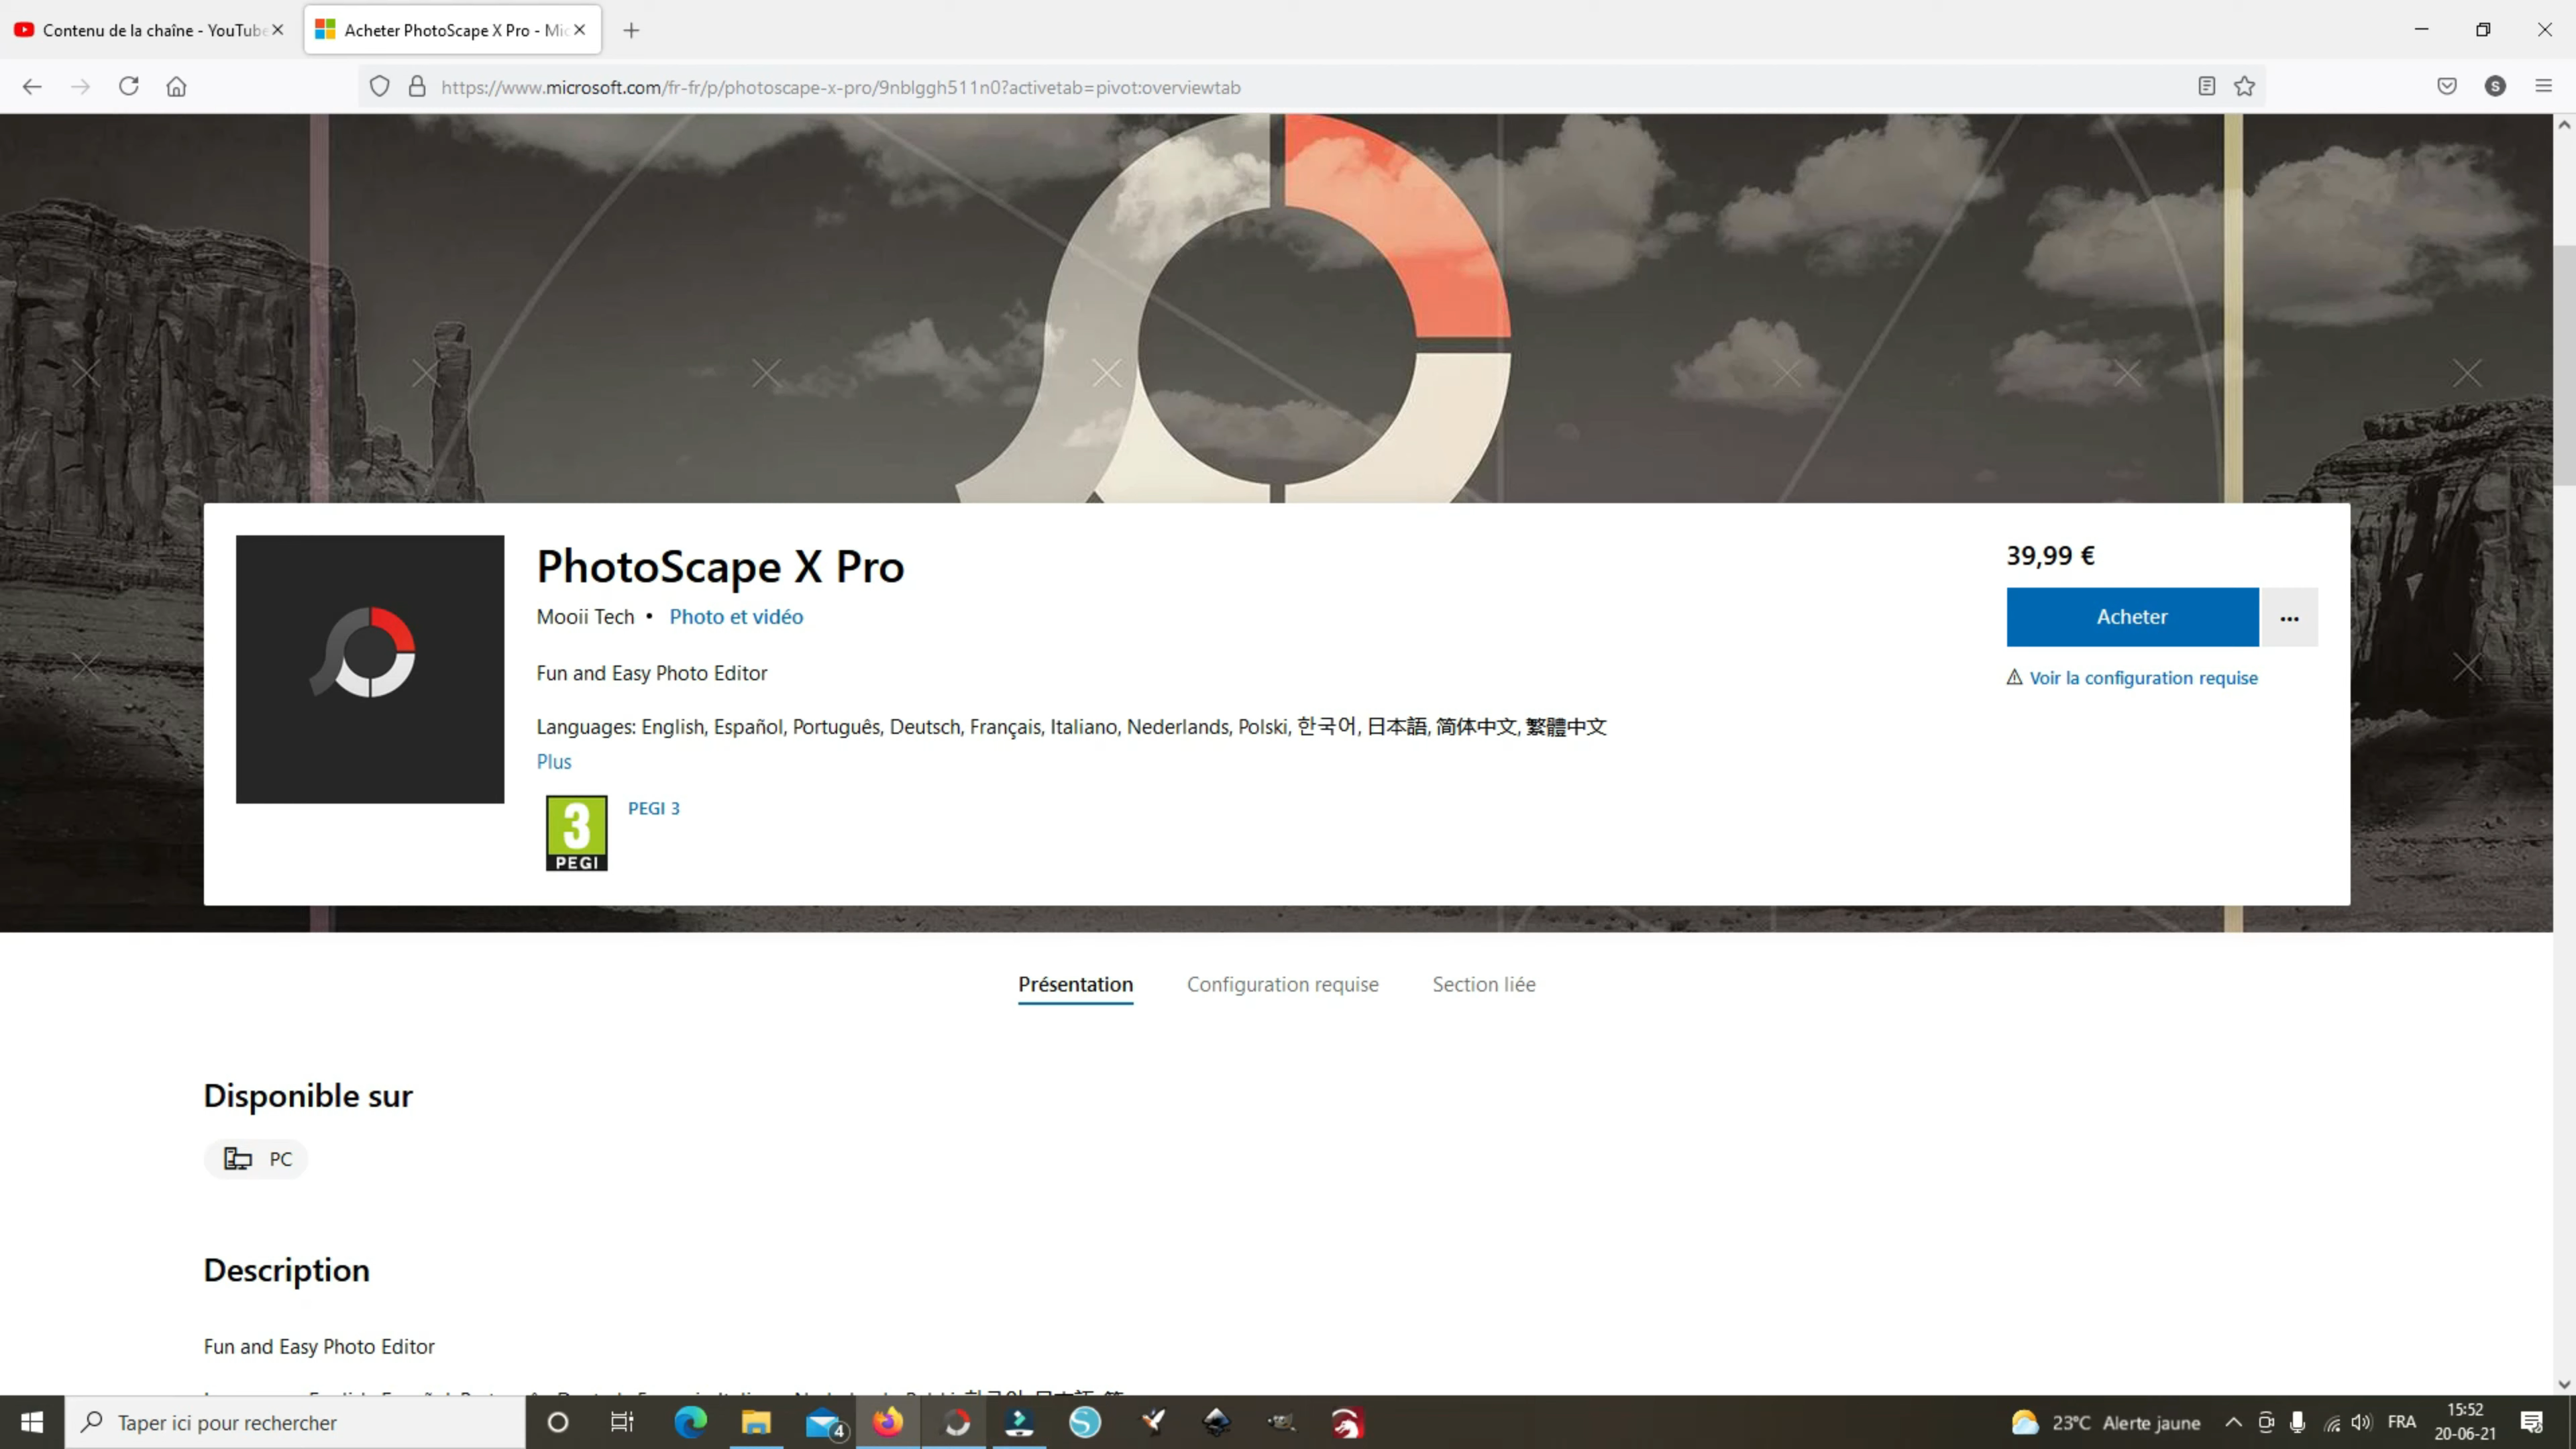 Contenu de la chaîne - YouTube
Acheter PhotoScape X Pro - Mic
https://www.microsoft.com/fr-fr/p/photoscape-x-pro/9nblggh511n0?activetab=pivot:overviewtab
S
PhotoScape X Pro
Mooii Tech • Photo et vidéo
Fun and Easy Photo Editor
Languages: English, Español, Português, Deutsch, Français, Italiano, Nederlands, Polski, 한국어, 日本語, 简体中文, 繁體中文
Plus
3
PEGI
PEGI 3
39,99 €
Acheter
...
Voir la configuration requise
Présentation
Configuration requise
Section liée
Disponible sur
PC
Description
Fun and Easy Photo Editor
Taper ici pour rechercher
4
23°C Alerte jaune
FRA
15:52
20-06-21